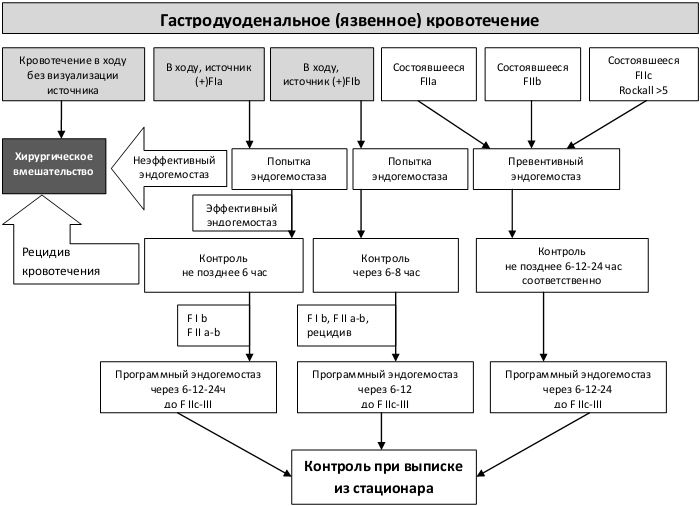 Гастродуоденальное (язвенное) кровотечение
Кровотечение в ходу
без визуализации
источника
В ходу, источник
(+)FIa
В ходу,
источник (+)FIb
Состоявшееся
FIIa
Состоявшееся
FIIb
Состоявшееся
FIIc
Rockall >5
Хирургическое
вмешательство
Неэффективный
эндогемостаз
Попытка
эндогемостаза
Попытка
эндогемостаза
Превентивный
эндогемостаз
Эффективный
эндогемостаз
Рецидив
кровотечения
Контроль
не позднее 6 час
Контроль
через 6-8 час
Контроль
не позднее 6-12-24 час
соответственно
F I b
F II a-b
F I b, F II a-b,
рецидив
Программный эндогемостаз
через 6-12-24ч
до F IIc-III
Программный эндогемостаз
через 6-12
до F IIc-III
Программный эндогемостаз
через 6-12-24
до F IIc-III
Контроль при выписке
из стационара